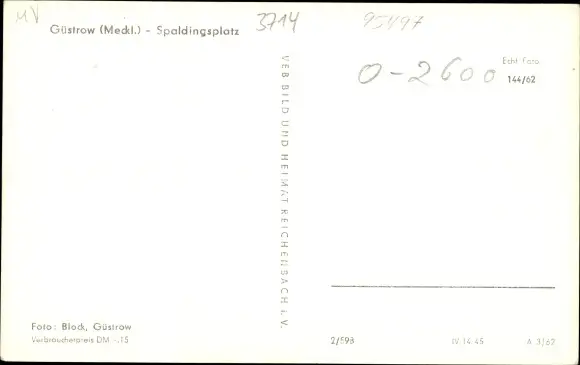 MV
Güstrow (Meckl.) - Spaldingsplatz
3714
95497
Echt Foto
0-2600
144/62
VEB BILD UND HEIMAT REICHENBACH i. V.
Foto: Block, Güstrow
Verbraucherpreis DM -.15
2/598
IV 14-45
A 3/62